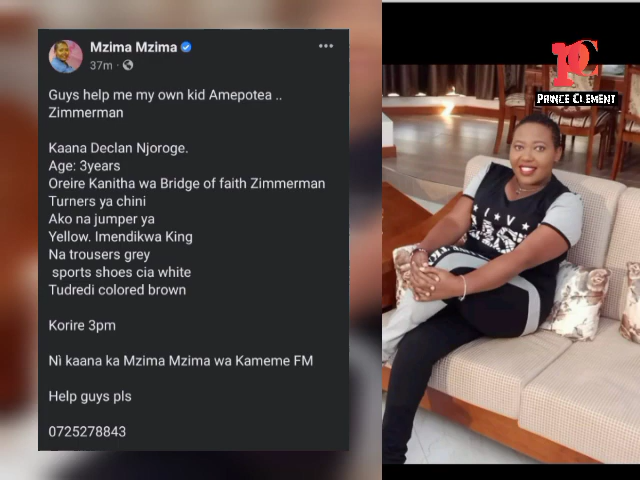 Mzima Mzima
37m ·
Guys help me my own kid Amepotea ..
Zimmerman
Kaana Declan Njoroge.
Age: 3years
Oreire Kanitha wa Bridge of faith Zimmerman
Turners ya chini
Ako na jumper ya
Yellow. Imendikwa King
Na trousers grey
sports shoes cia white
Tudredi colored brown
Korire 3pm
Nì kaana ka Mzima Mzima wa Kameme FM
Help guys pls
0725278843
PC
PRINCE CLEMENT